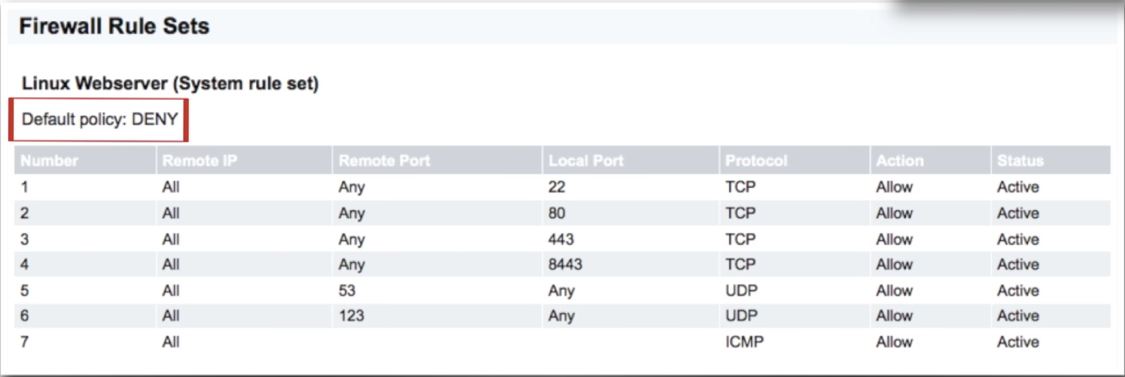 Firewall Rule Sets
Linux Webserver (System rule set)
Default policy: DENY
Number Remote IP Remote Port Local Port Protocol Action Status
1 All Any 22 TCP Allow Active
2 All Any 80 TCP Allow Active
3 All Any 443 TCP Allow Active
4 All Any 8443 TCP Allow Active
5 All 53 Any UDP Allow Active
6 All 123 Any UDP Allow Active
7 All ICMP Allow Active